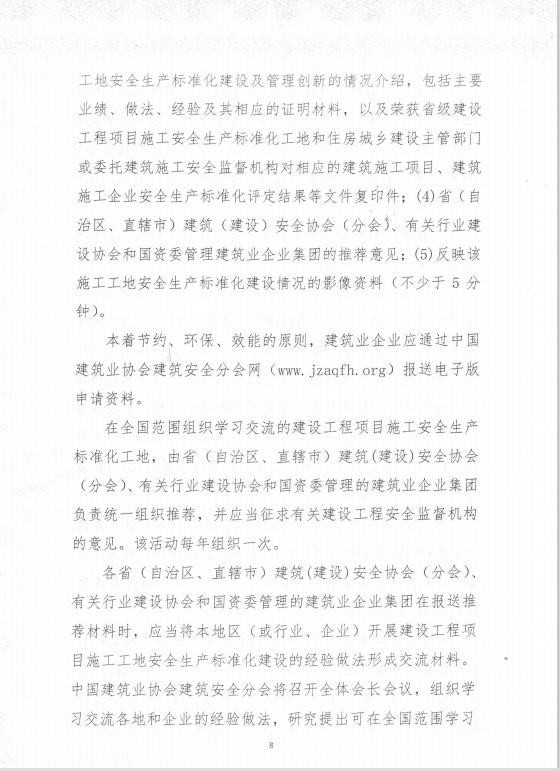 工地安全生产标准化建设及管理创新的情况介绍，包括主要
业绩、做法、经验及其相应的证明材料，以及荣获省级建设
工程项目施工安全生产标准化工地和住房城乡建设主管部门
或委托建筑施工安全监督机构对相应的建筑施工项目、建筑
施工企业安全生产标准化评定结果等文件复印件；(4)省（自
治区、直辖市）建筑（建设）安全协会（分会）、有关行业建
设协会和国资委管理建筑业企业集团的推荐意见；(5)反映该
施工工地安全生产标准化建设情况的影像资料（不少于 5 分
钟）。
本着节约、环保、效能的原则，建筑业企业应通过中国
建筑业协会建筑安全分会网（www.jzaqfh.org）报送电子版
申请资料。
在全国范围组织学习交流的建设工程项目施工安全生产
标准化工地，由省（自治区、直辖市）建筑(建设)安全协会
（分会）、有关行业建设协会和国资委管理的建筑业企业集团
负责统一组织推荐，并应当征求有关建设工程安全监督机构
的意见。该活动每年组织一次。
各省（自治区、直辖市）建筑(建设)安全协会（分会）、
有关行业建设协会和国资委管理的建筑业企业集团在报送推
荐材料时，应当将本地区（或行业、企业）开展建设工程项
目施工工地安全生产标准化建设的经验做法形成交流材料。
中国建筑业协会建筑安全分会将召开全体会长会议，组织学
习交流各地和企业的经验做法，研究提出可在全国范围学习
8